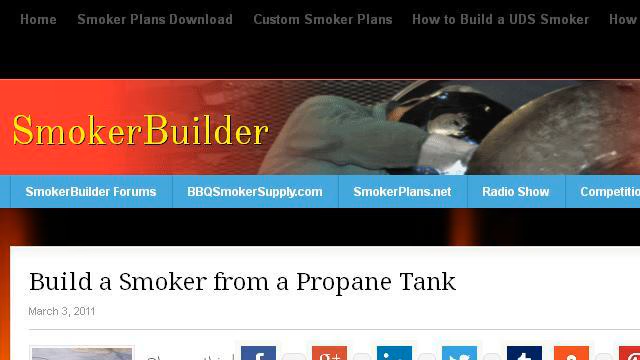 Home Smoker Plans Download Custom Smoker Plans How to Build a UDS Smoker How
SmokerBuilder
SmokerBuilder Forums BBQSmokerSupply.com SmokerPlans.net Radio Show
Build a Smoker from a Propane Tank
March 3, 2011
f g+ in t